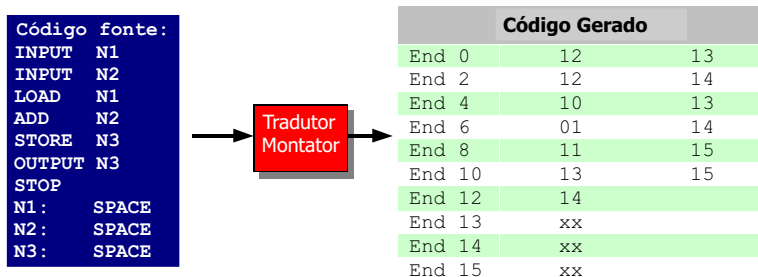 Código fonte:
INPUT N1
INPUT N2
LOAD N1
ADD N2
STORE N3
OUTPUT N3
STOP
N1: SPACE
N2: SPACE
N3: SPACE
Tradutor
Montator
Código Gerado
End 0 12 13
End 2 12 14
End 4 10 13
End 6 01 14
End 8 11 15
End 10 13 15
End 12 14
End 13 xx
End 14 xx
End 15 xx